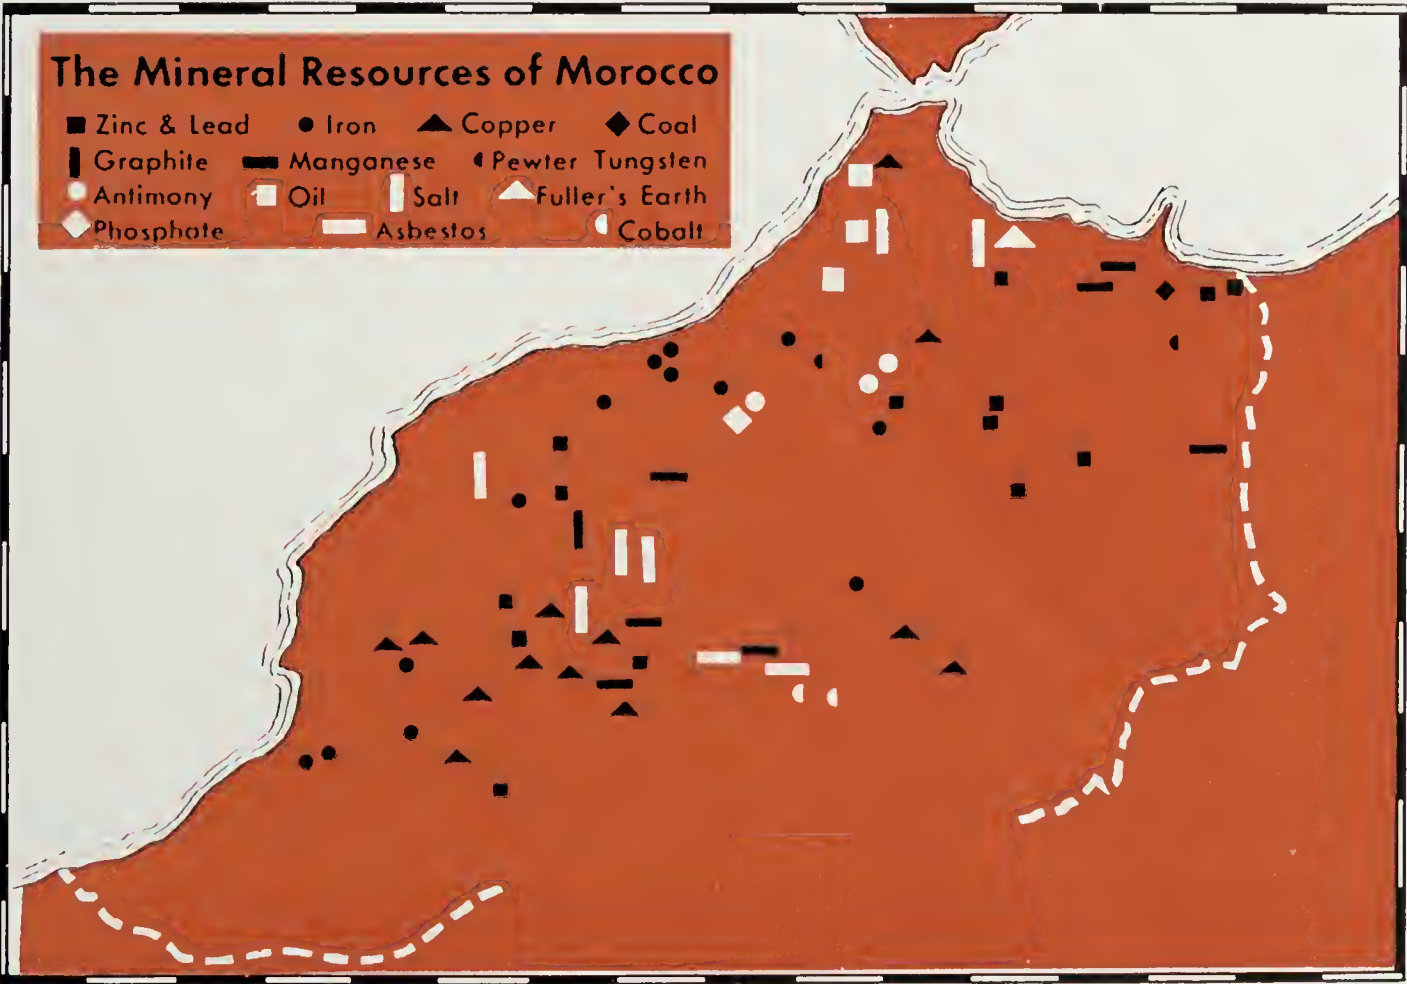 The Mineral Resources of Morocco
Zinc & Lead Iron Copper Coal
Graphite Manganese Pewter Tungsten
Antimony Oil Salt Fuller's Earth
Phosphate Asbestos Cobalt